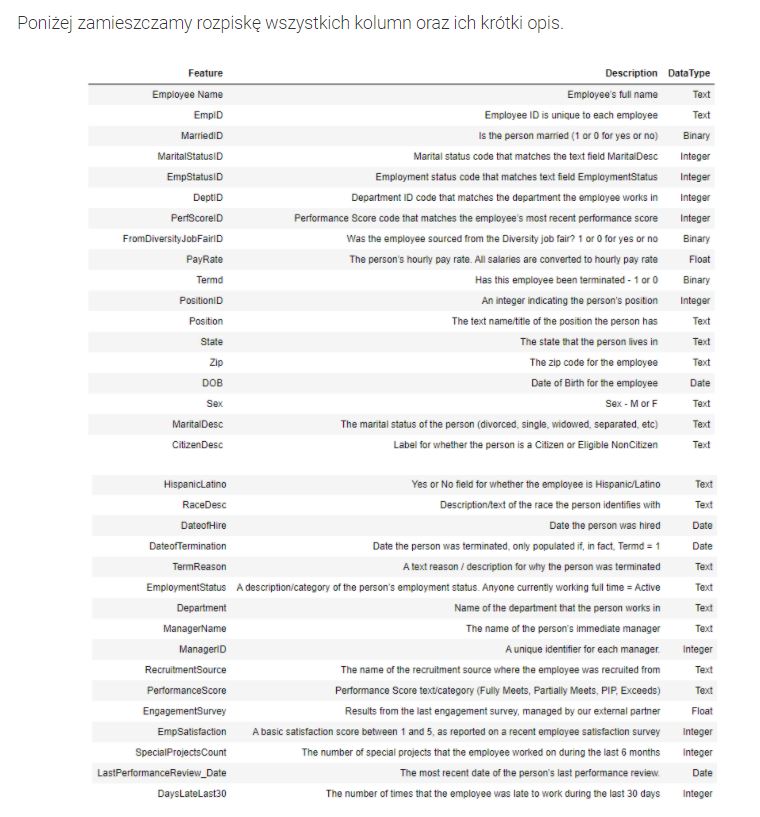 Poniżej zamieszczamy rozpiskę wszystkich kolumn oraz ich krótki opis.
Feature Description DataType
Employee Name Employee's full name Text
EmpID Employee ID is unique to each employee Text
MarriedID Is the person married (1 or 0 for yes or no) Binary
MaritalStatusID Marital status code that matches the text field MaritalDesc Integer
EmpStatusID Employment status code that matches text field EmploymentStatus Integer
DeptID Department ID code that matches the department the employee works in Integer
PerfScoreID Performance Score code that matches the employee's most recent performance score Integer
FromDiversityJobFairID Was the employee sourced from the Diversity job fair? 1 or 0 for yes or no Binary
PayRate The person's hourly pay rate. All salaries are converted to hourly pay rate Float
Termd Has this employee been terminated - 1 or 0 Binary
PositionID An integer indicating the person's position Integer
Position The text name/title of the position the person has Text
State The state that the person lives in Text
Zip The zip code for the employee Text
DOB Date of Birth for the employee Date
Sex Sex - M or F Text
MaritalDesc The marital status of the person (divorced, single, widowed, separated, etc) Text
CitizenDesc Label for whether the person is a Citizen or Eligible NonCitizen Text
HispanicLatino Yes or No field for whether the employee is Hispanic/Latino Text
RaceDesc Description/text of the race the person identifies with Text
DateofHire Date the person was hired Date
DateofTermination Date the person was terminated, only populated if, in fact, Termd = 1 Date
TermReason A text reason / description for why the person was terminated Text
EmploymentStatus A description/category of the person's employment status. Anyone currently working full time = Active Text
Department Name of the department that the person works in Text
ManagerName The name of the person's immediate manager Text
ManagerID A unique identifier for each manager. Integer
RecruitmentSource The name of the recruitment source where the employee was recruited from Text
PerformanceScore Performance Score text/category (Fully Meets, Partially Meets, PIP, Exceeds) Text
EngagementSurvey Results from the last engagement survey, managed by our external partner Float
EmpSatisfaction A basic satisfaction score between 1 and 5, as reported on a recent employee satisfaction survey Integer
SpecialProjectsCount The number of special projects that the employee worked on during the last 6 months Integer
LastPerformanceReview_Date The most recent date of the person's last performance review. Date
DaysLateLast30 The number of times that the employee was late to work during the last 30 days Integer